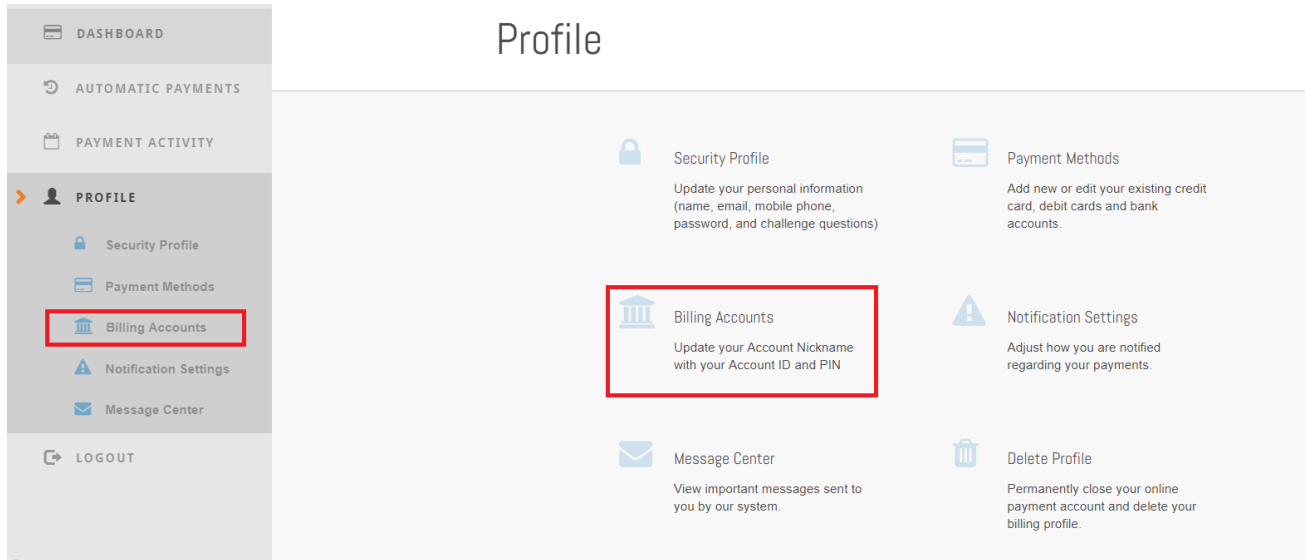 DASHBOARD
AUTOMATIC PAYMENTS
PAYMENT ACTIVITY
PROFILE
Security Profile
Payment Methods
Billing Accounts
Notification Settings
Message Center
LOGOUT
Profile
Security Profile
Update your personal information
(name, email, mobile phone,
password, and challenge questions)
Payment Methods
Add new or edit your existing credit
card, debit cards and bank
accounts.
Billing Accounts
Update your Account Nickname
with your Account ID and PIN
Notification Settings
Adjust how you are notified
regarding your payments.
Message Center
View important messages sent to
you by our system.
Delete Profile
Permanently close your online
payment account and delete your
billing profile.